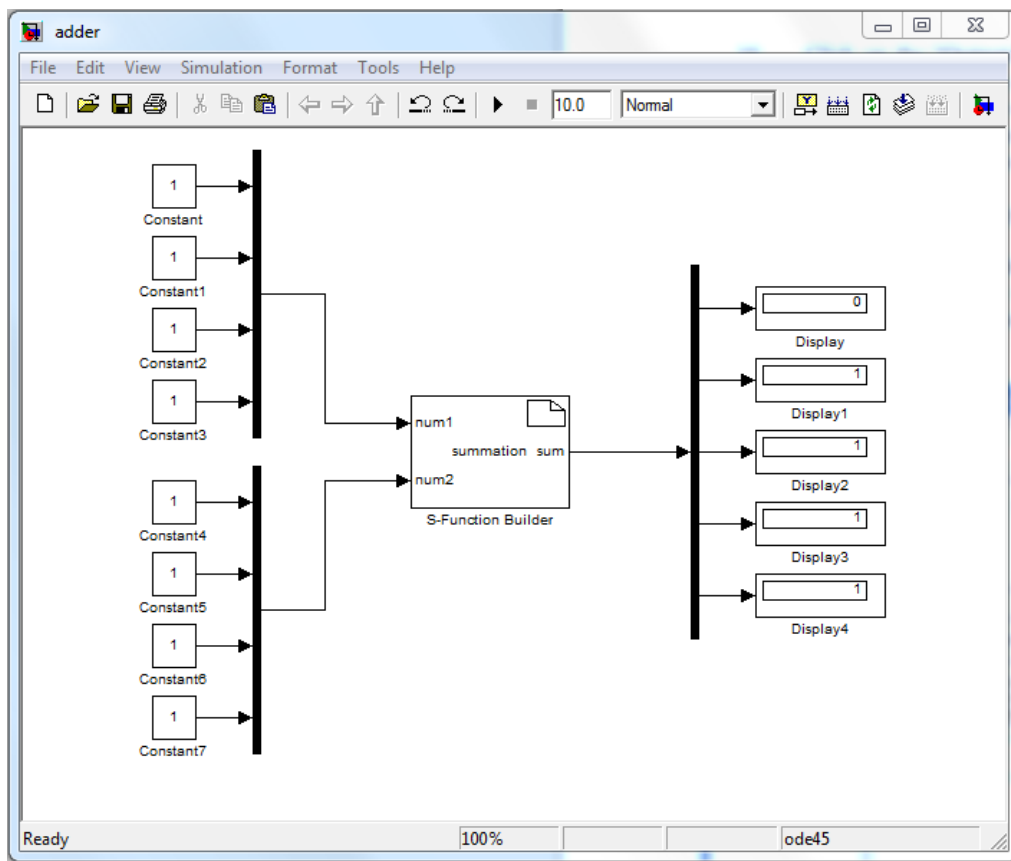 adder
File Edit View Simulation Format Tools Help
10.0 Normal
1
Constant
1
Constant1
1
Constant2
1
Constant3
1
Constant4
1
Constant5
1
Constant6
1
Constant7
num1
summation sum
num2
S-Function Builder
0
Display
1
Display1
1
Display2
1
Display3
1
Display4
Ready 100% ode45